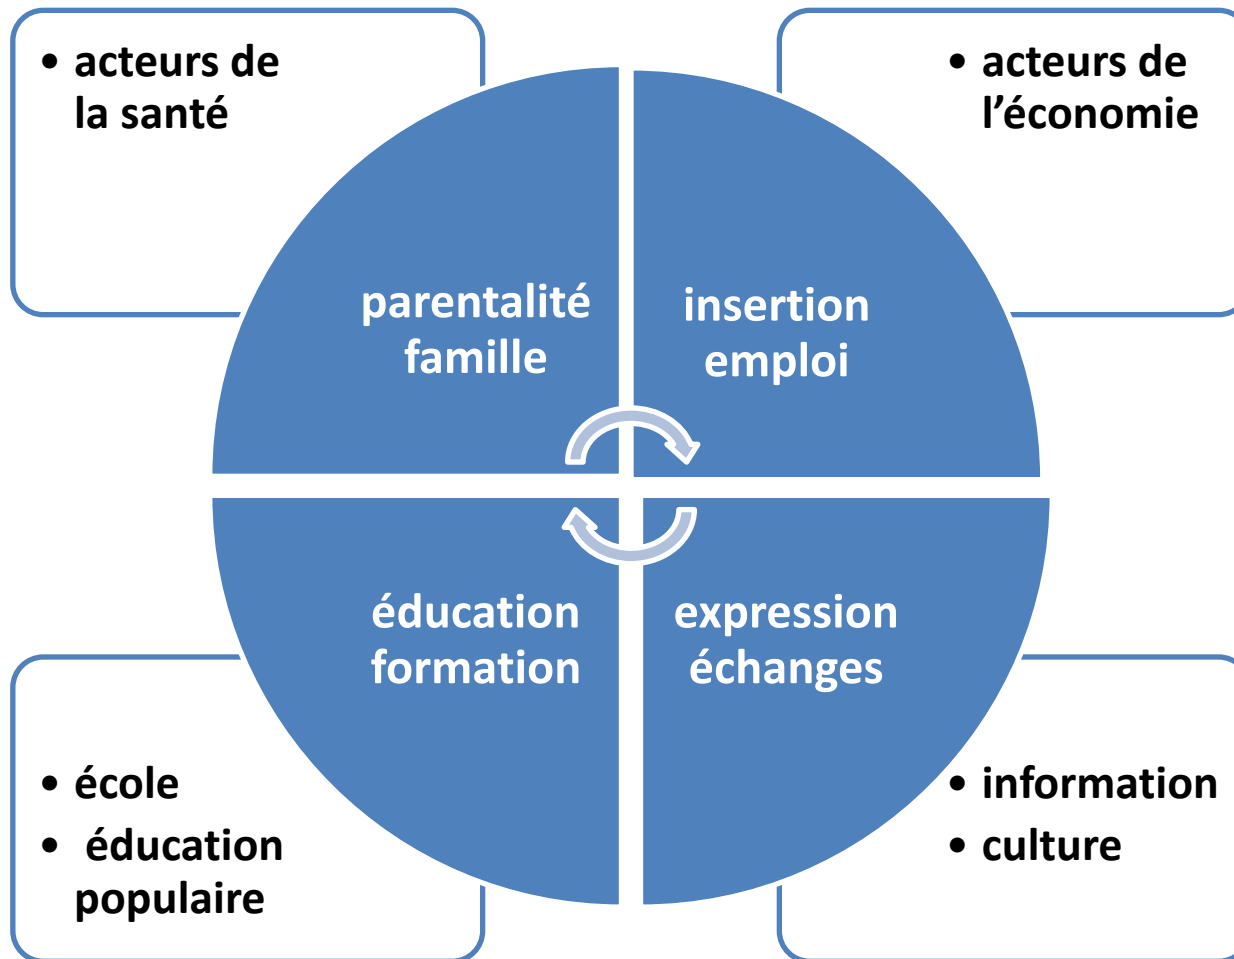 • acteurs de
la santé
• acteurs de
l’économie
parentalité
famille
insertion
emploi
éducation
formation
expression
échanges
• école
• éducation
populaire
• information
• culture